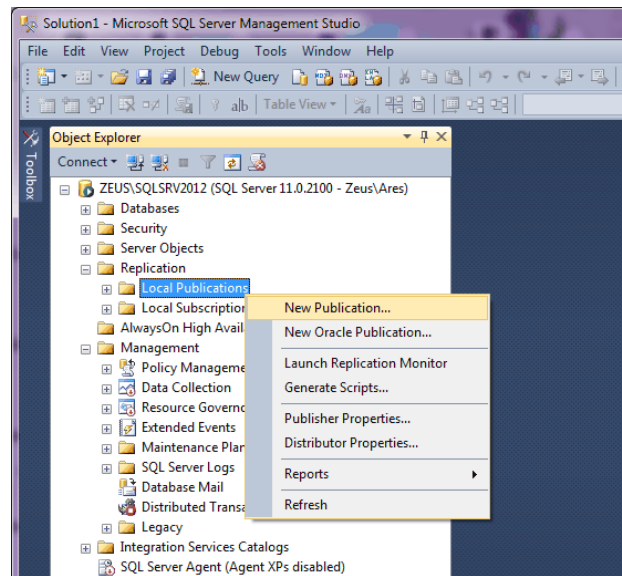 Solution1 - Microsoft SQL Server Management Studio
File Edit View Project Debug Tools Window Help
New Query
ab Table View
Toolbox
Object Explorer
Connect
ZEUS\SQLSRV2012 (SQL Server 11.0.2100 - Zeus\Ares)
Databases
Security
Server Objects
Replication
Local Publications
Local Subscription
AlwaysOn High Avail
Management
Policy Manageme
Data Collection
Resource Governo
Extended Events
Maintenance Plan
SQL Server Logs
Database Mail
Distributed Transa
Legacy
Integration Services Catalogs
SQL Server Agent (Agent XPs disabled)
New Publication...
New Oracle Publication...
Launch Replication Monitor
Generate Scripts...
Publisher Properties...
Distributor Properties...
Reports
Refresh